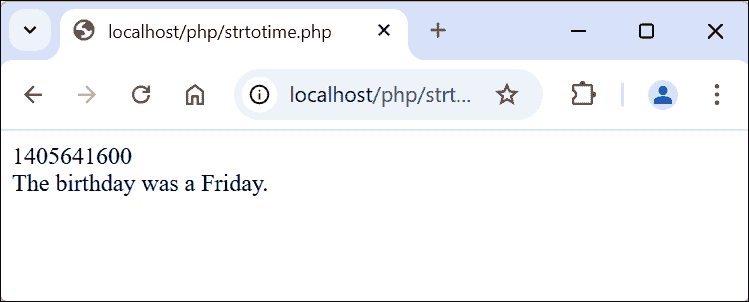 localhost/php/strtotime.php
localhost/php/strt...
1405641600
The birthday was a Friday.